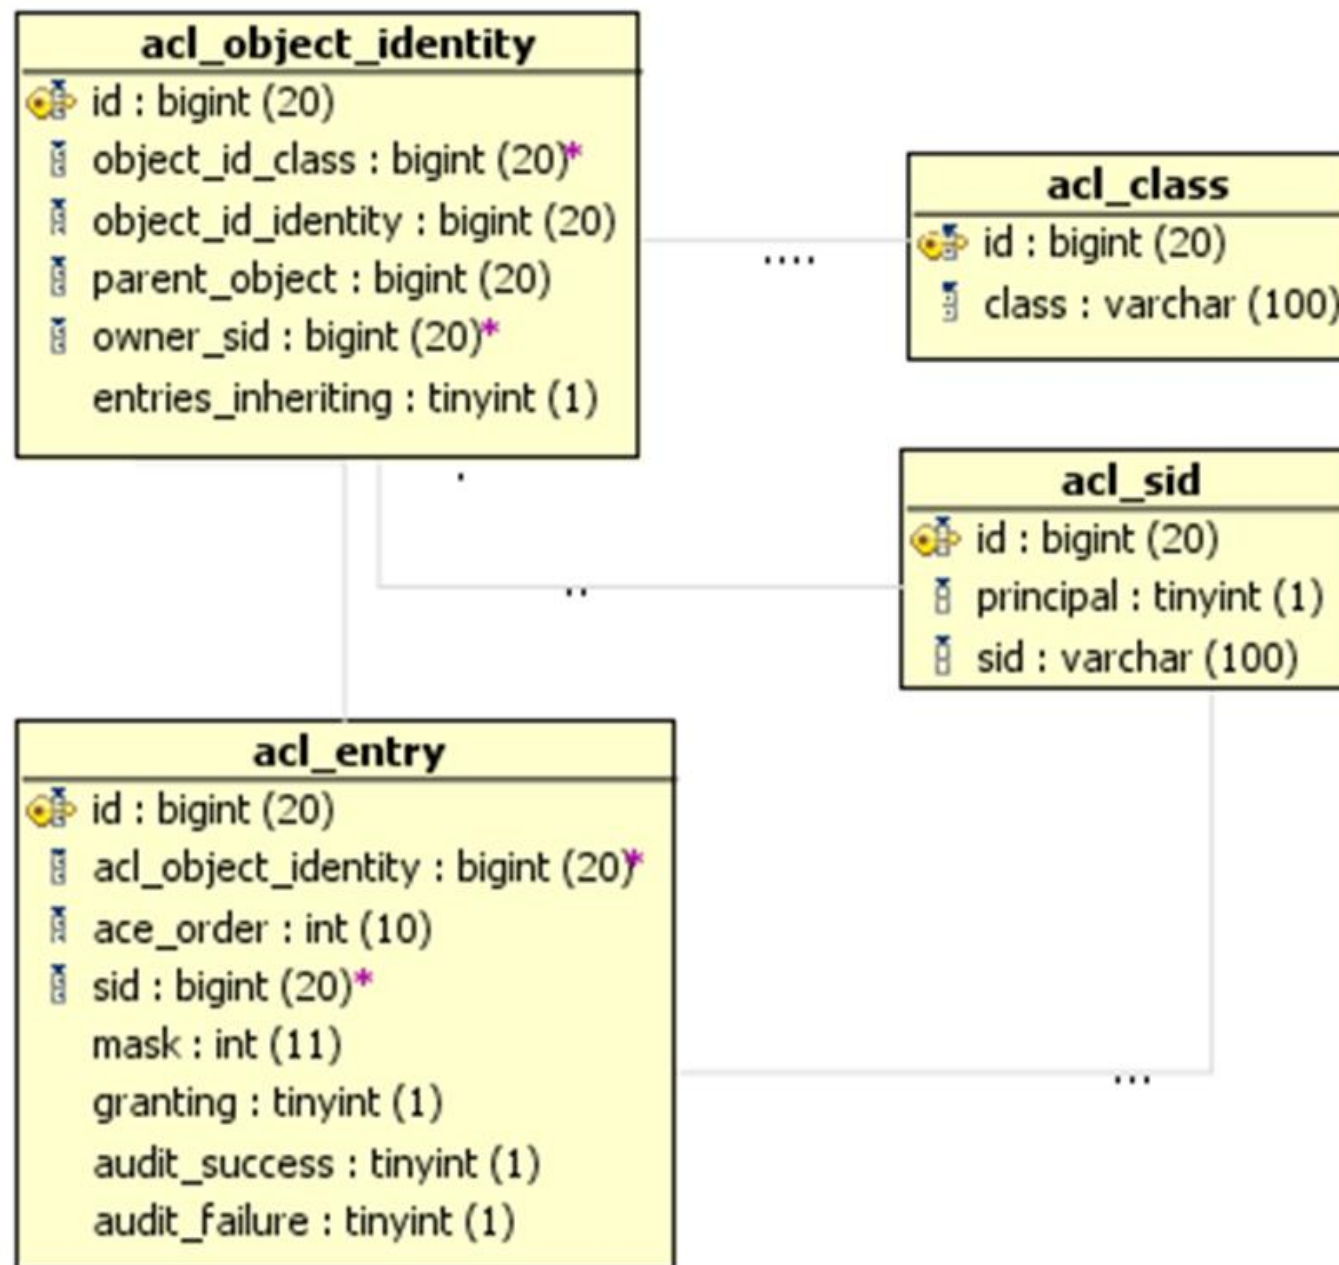 acl_object_identity
id : bigint (20)
object_id_class : bigint (20)*
object_id_identity : bigint (20)
parent_object : bigint (20)
owner_sid : bigint (20)*
entries_inheriting : tinyint (1)
acl_class
id : bigint (20)
class : varchar (100)
....
.
acl_sid
id : bigint (20)
principal : tinyint (1)
sid : varchar (100)
..
acl_entry
id : bigint (20)
acl_object_identity : bigint (20)*
ace_order : int (10)
sid : bigint (20)*
mask : int (11)
granting : tinyint (1)
audit_success : tinyint (1)
audit_failure : tinyint (1)
...